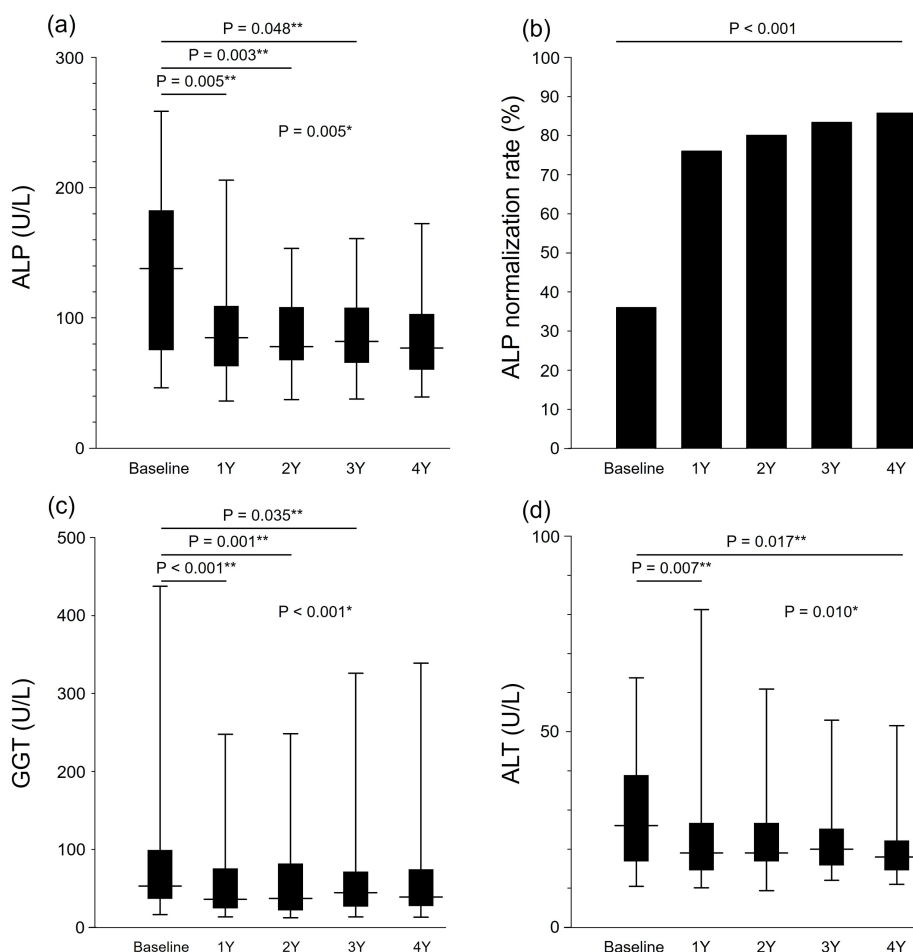 (a)
P = 0.048**
P = 0.003**
P = 0.005**
P = 0.005*
ALP (U/L)
300
200
100
0
Baseline 1Y 2Y 3Y 4Y
(b)
P < 0.001
ALP normalization rate (%)
100
90
80
70
60
50
40
30
20
10
0
Baseline 1Y 2Y 3Y 4Y
(c)
P = 0.035**
P = 0.001**
P < 0.001**
P < 0.001*
GGT (U/L)
500
400
300
200
100
0
Baseline 1Y 2Y 3Y 4Y
(d)
P = 0.017**
P = 0.007**
P = 0.010*
ALT (U/L)
100
50
0
Baseline 1Y 2Y 3Y 4Y